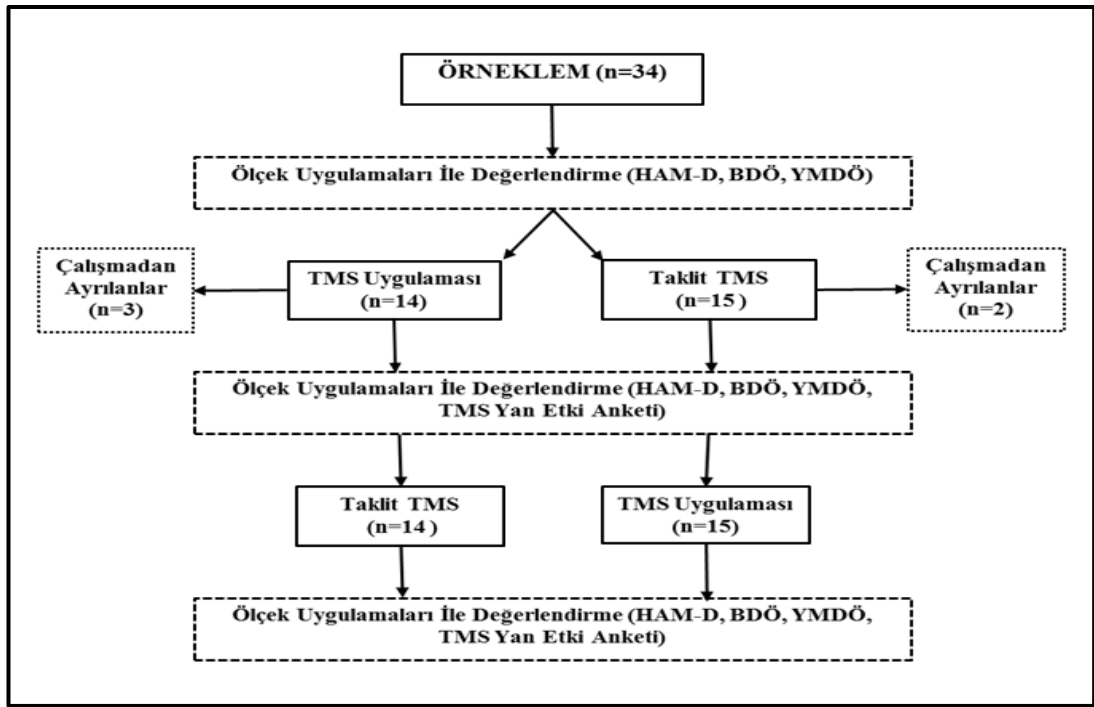 ÖRNEKLEM (n=34)
Ölçek Uygulamaları İle Değerlendirme (HAM-D, BDÖ, YMDÖ)
Çalışmadan
Ayrılanlar
(n=3)
TMS Uygulaması
(n=14)
Taklit TMS
(n=15 )
Çalışmadan
Ayrılanlar
(n=2)
Ölçek Uygulamaları İle Değerlendirme (HAM-D, BDÖ, YMDÖ,
TMS Yan Etki Anketi)
Taklit TMS
(n=14 )
TMS Uygulaması
(n=15)
Ölçek Uygulamaları İle Değerlendirme (HAM-D, BDÖ, YMDÖ,
TMS Yan Etki Anketi)